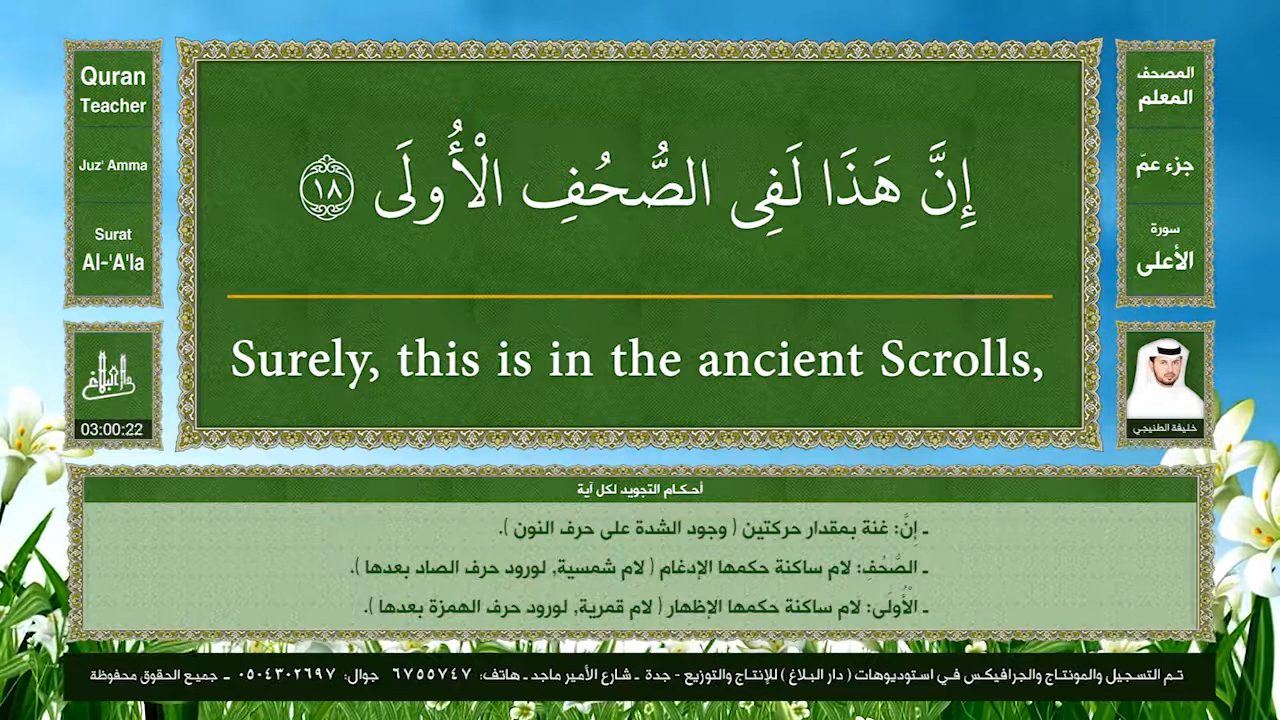 Quran
Teacher
Juz' Amma
Surat
Al-'A'la
03:00:22
إِنَّ هَذَا لَفِي الصُّحُفِ الْأُولَى ١٨
Surely, this is in the ancient Scrolls,
المصحف
المعلم
جزء عمّ
سورة
الأعلى
خليفة الطنيجي
أحكام التجويد لكل آية
ـ إِنَّ: غنة بمقدار حركتين ( وجود الشدة على حرف النون ).
ـ الصُّحُفِ: لام ساكنة حكمها الإدغام ( لام شمسية, لورود حرف الصاد بعدها ).
ـ الْأُولَى: لام ساكنة حكمها الإظهار ( لام قمرية, لورود حرف الهمزة بعدها ).
تم التسجيل والمونتاج والجرافيكس في استوديوهات ( دار البلاغ ) للإنتاج والتوزيع - جدة ـ شارع الأمير ماجد ـ هاتف: ٦٧٥٥٧٤٧ جوال: ٠٥٠٤٣٠٢٦٩٧ ـ جميع الحقوق محفوظة